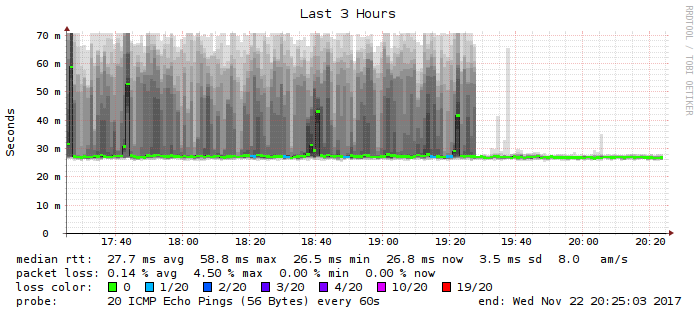 Last 3 Hours
RRDTOOL / TOBI OETIKER
Seconds
70 m
60 m
50 m
40 m
30 m
20 m
10 m
0
17:40 18:00 18:20 18:40 19:00 19:20 19:40 20:00 20:20
median rtt: 27.7 ms avg 58.8 ms max 26.5 ms min 26.8 ms now 3.5 ms sd 8.0 am/s
packet loss: 0.14 % avg 4.50 % max 0.00 % min 0.00 % now
loss color: 0 1/20 2/20 3/20 4/20 10/20 19/20
probe: 20 ICMP Echo Pings (56 Bytes) every 60s end: Wed Nov 22 20:25:03 2017